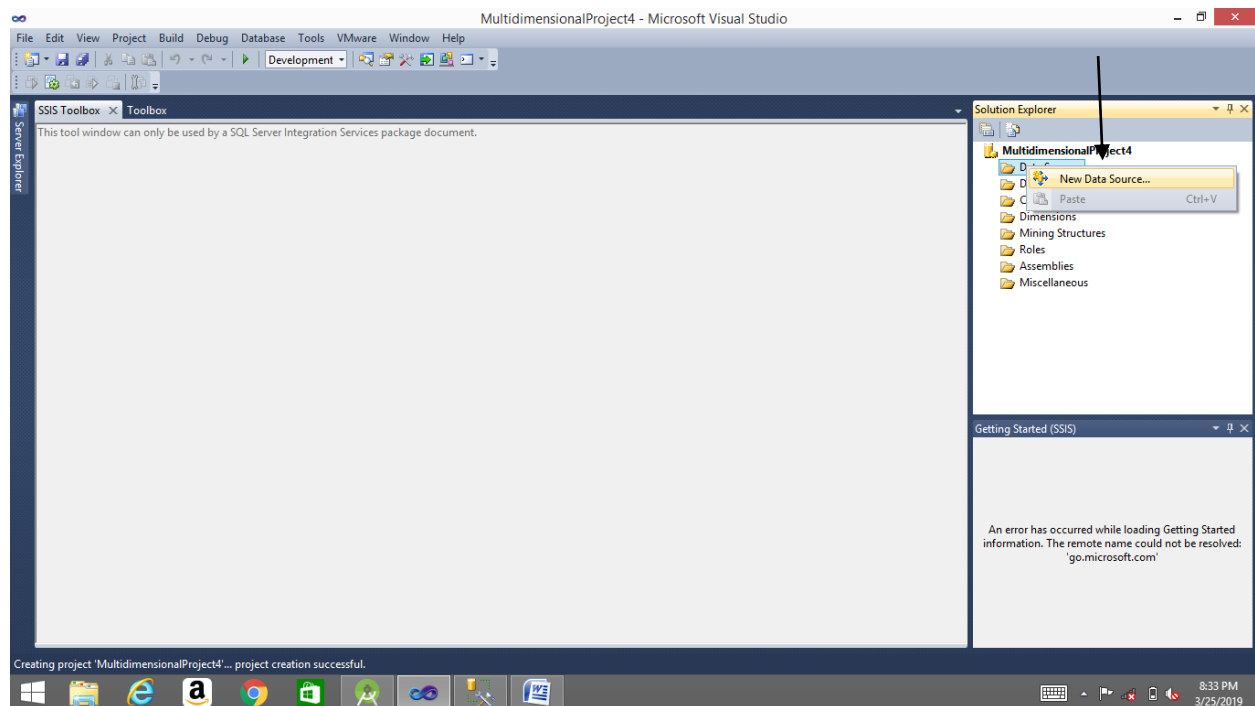 MultidimensionalProject4 - Microsoft Visual Studio
File Edit View Project Build Debug Database Tools VMware Window Help
Development
SSIS Toolbox Toolbox
Server Explorer
This tool window can only be used by a SQL Server Integration Services package document.
Solution Explorer
MultidimensionalProject4
New Data Source...
Paste Ctrl+V
Dimensions
Mining Structures
Roles
Assemblies
Miscellaneous
Getting Started (SSIS)
An error has occurred while loading Getting Started
information. The remote name could not be resolved:
'go.microsoft.com'
Creating project 'MultidimensionalProject4'... project creation successful.
8:33 PM
3/25/2019